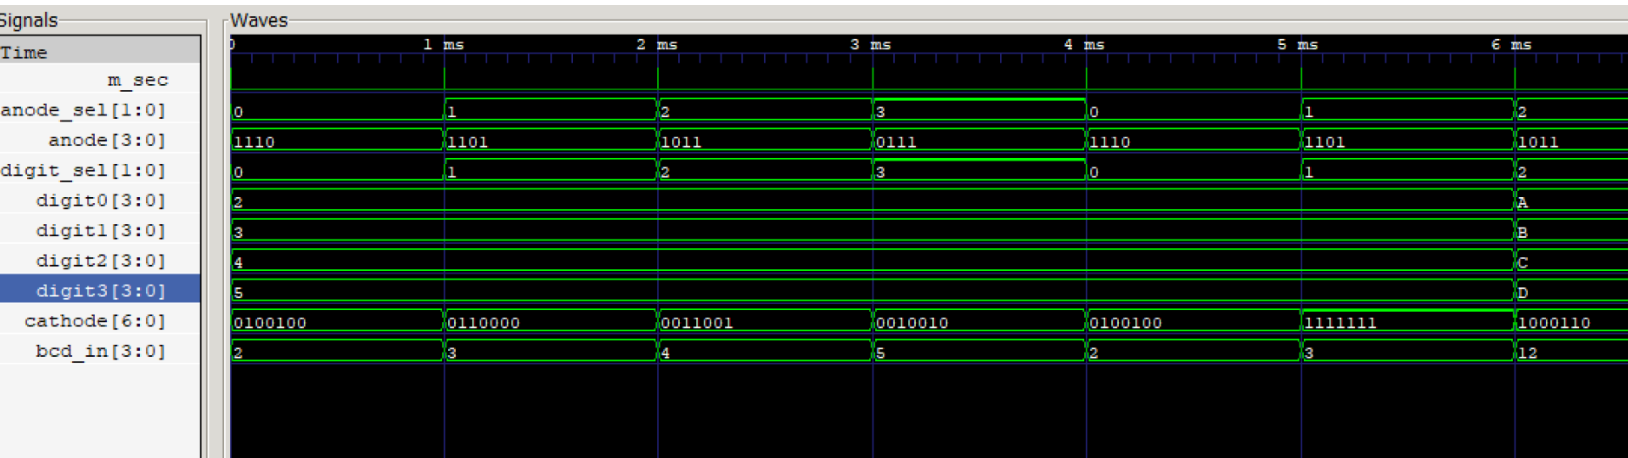 Signals Waves
Time 0 1 ms 2 ms 3 ms 4 ms 5 ms 6 ms
m_sec
anode_sel[1:0] 0 1 2 3 0 1 2
anode[3:0] 1110 1101 1011 0111 1110 1101 1011
digit_sel[1:0] 0 1 2 3 0 1 2
digit0[3:0] 2 A
digit1[3:0] 3 B
digit2[3:0] 4 C
digit3[3:0] 5 D
cathode[6:0] 0100100 0110000 0011001 0010010 0100100 1111111 1000110
bcd_in[3:0] 2 3 4 5 2 3 12